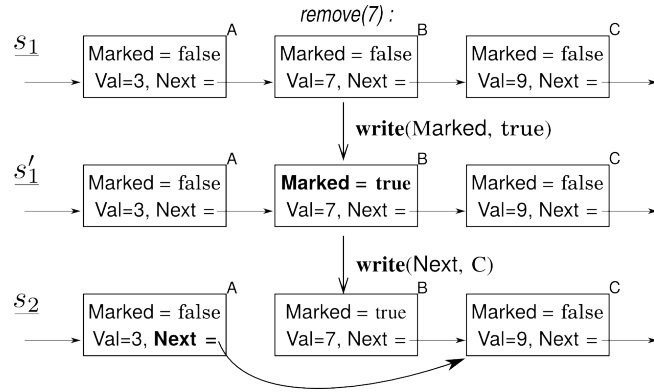 remove(7) :
s1
A
Marked = false
Val=3, Next =
B
Marked = false
Val=7, Next =
C
Marked = false
Val=9, Next =
write(Marked, true)
s′1
A
Marked = false
Val=3, Next =
B
Marked = true
Val=7, Next =
C
Marked = false
Val=9, Next =
write(Next, C)
s2
A
Marked = false
Val=3, Next =
B
Marked = true
Val=7, Next =
C
Marked = false
Val=9, Next =